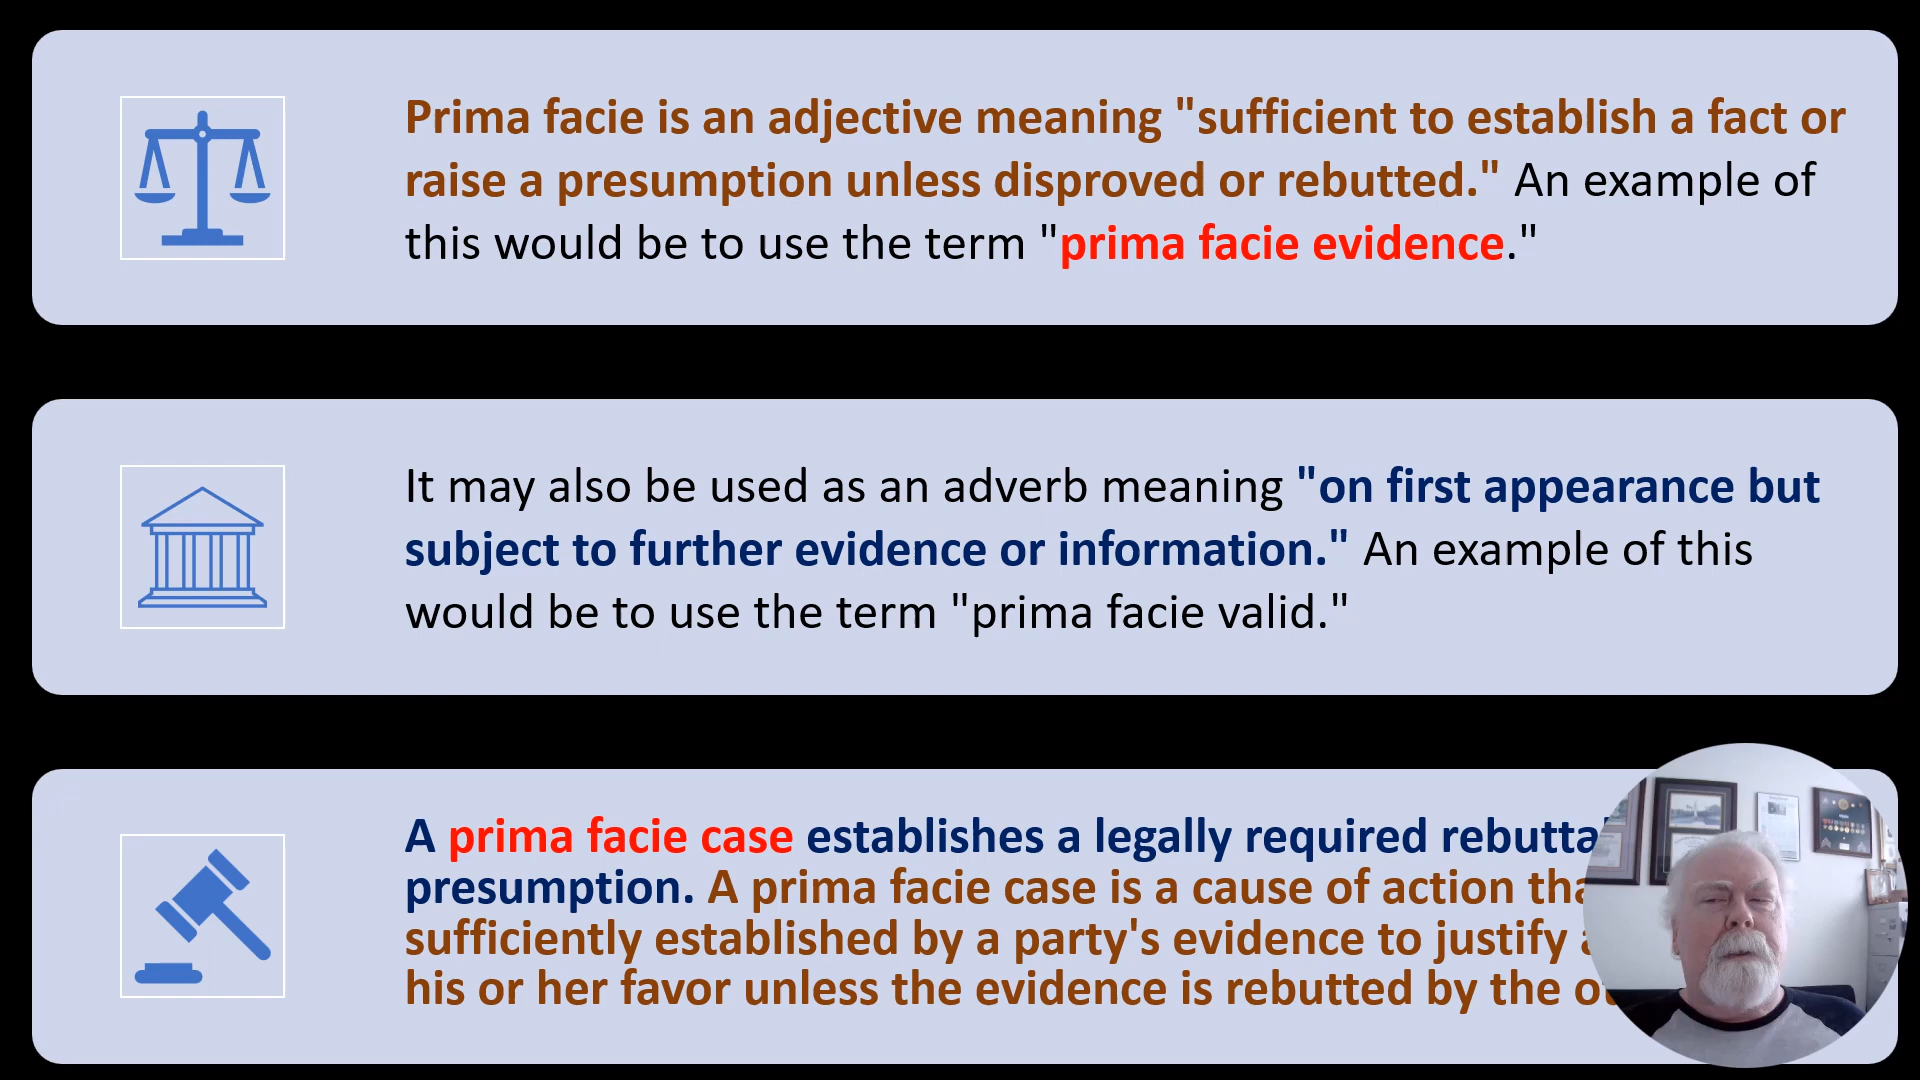 Prima facie is an adjective meaning "sufficient to establish a fact or
raise a presumption unless disproved or rebutted." An example of
this would be to use the term "prima facie evidence."
It may also be used as an adverb meaning "on first appearance but
subject to further evidence or information." An example of this
would be to use the term "prima facie valid."
A prima facie case establishes a legally required
presumption. A prima facie case is a cause of action
sufficiently established by a party's evidence to justify
his or her favor unless the evidence is rebutted by the